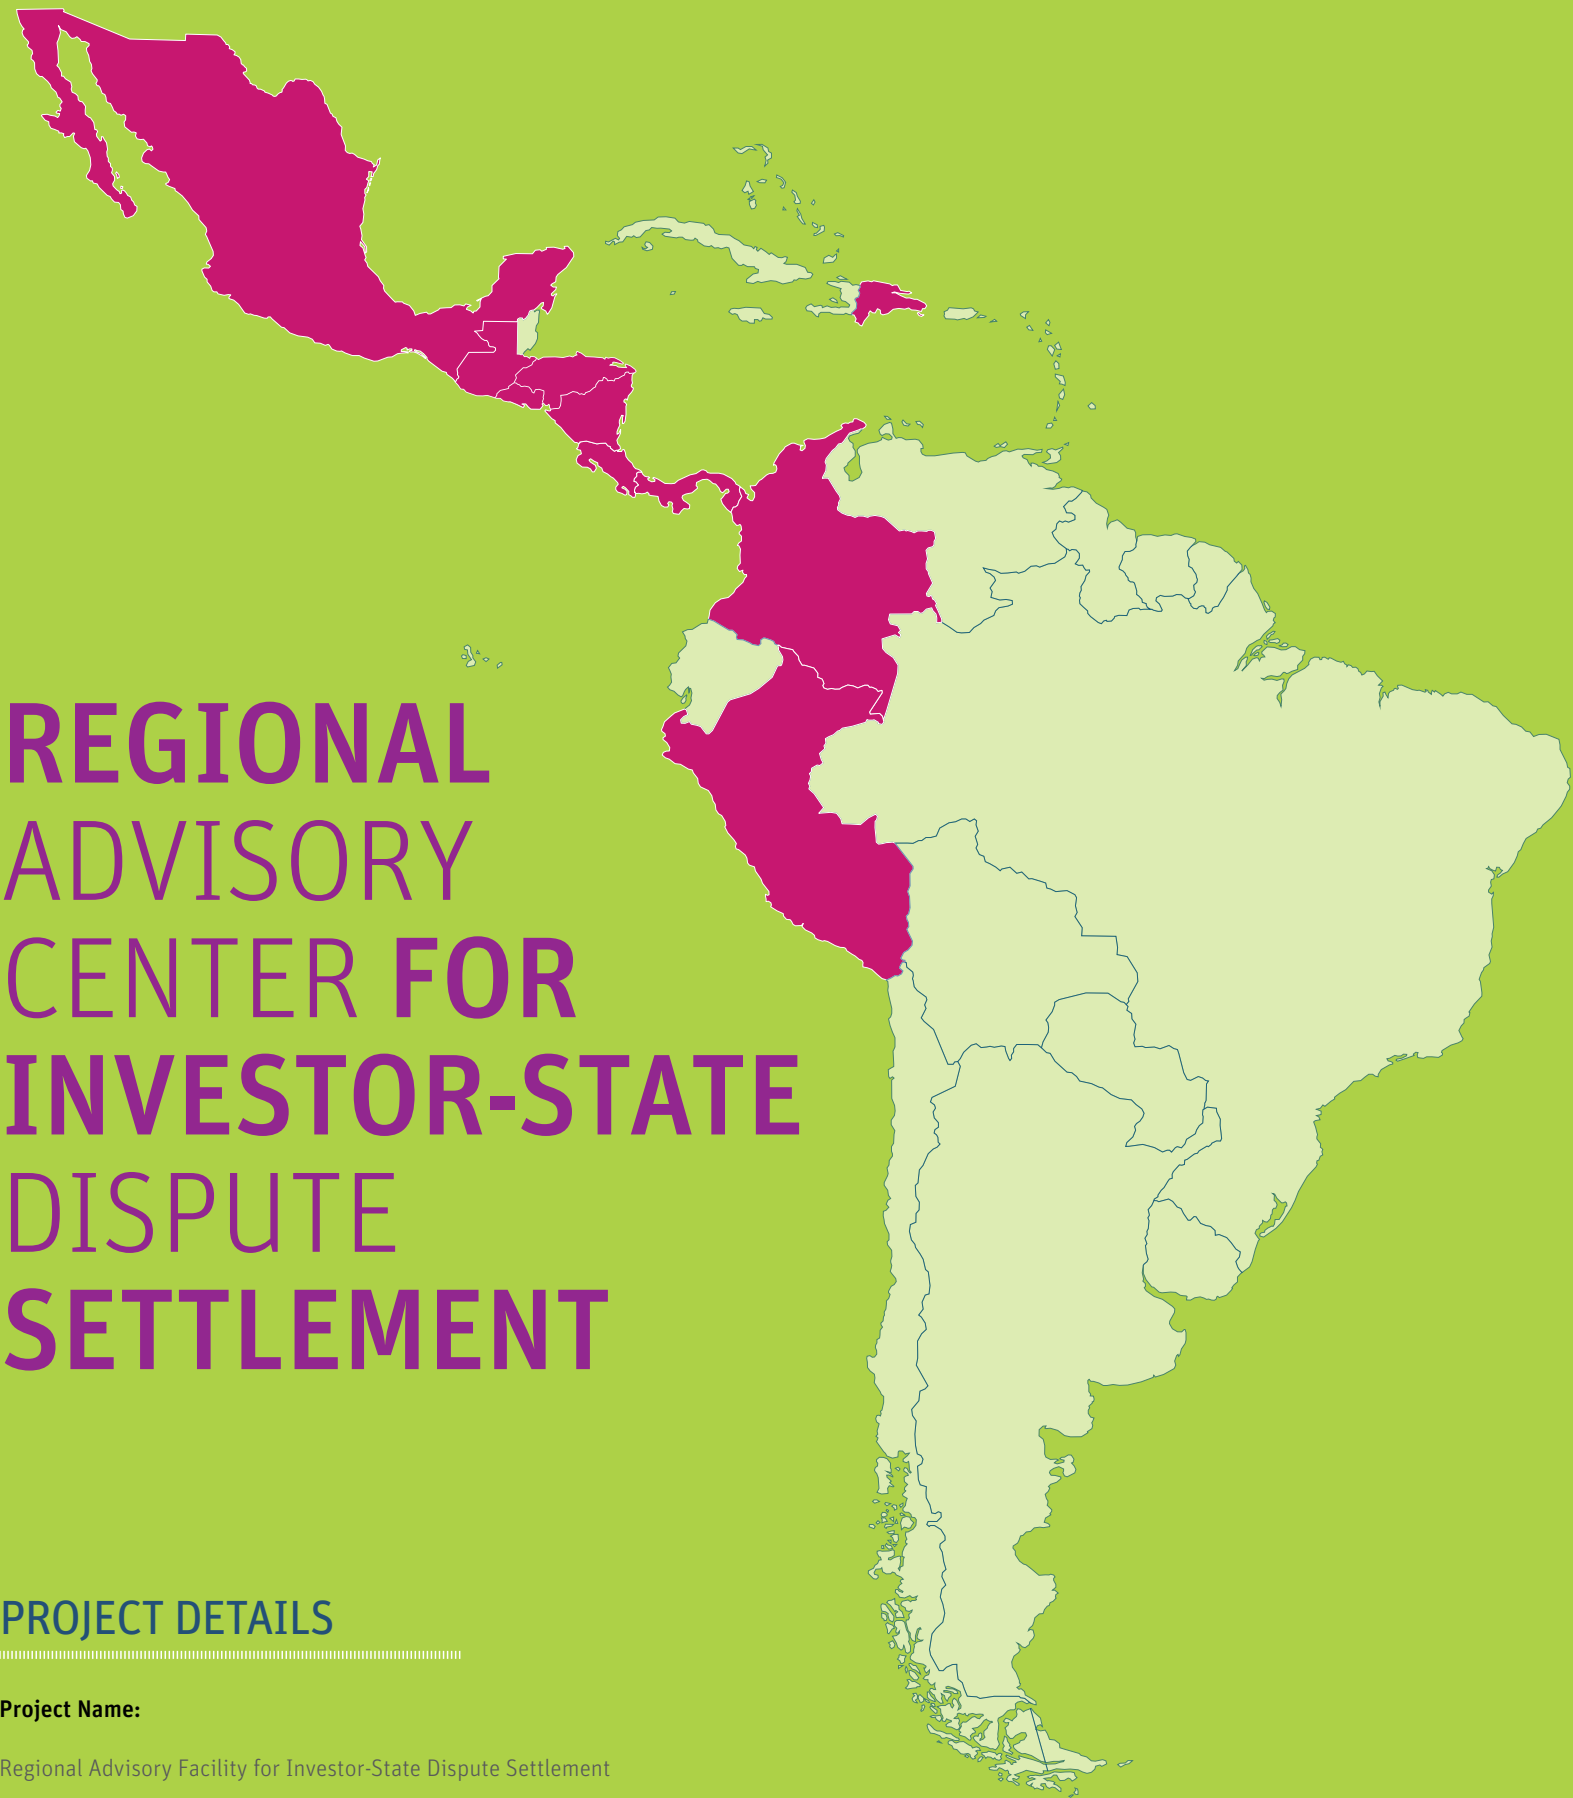 REGIONAL
ADVISORY
CENTER FOR
INVESTOR-STATE
DISPUTE
SETTLEMENT
PROJECT DETAILS
Project Name:
Regional Advisory Facility for Investor-State Dispute Settlement